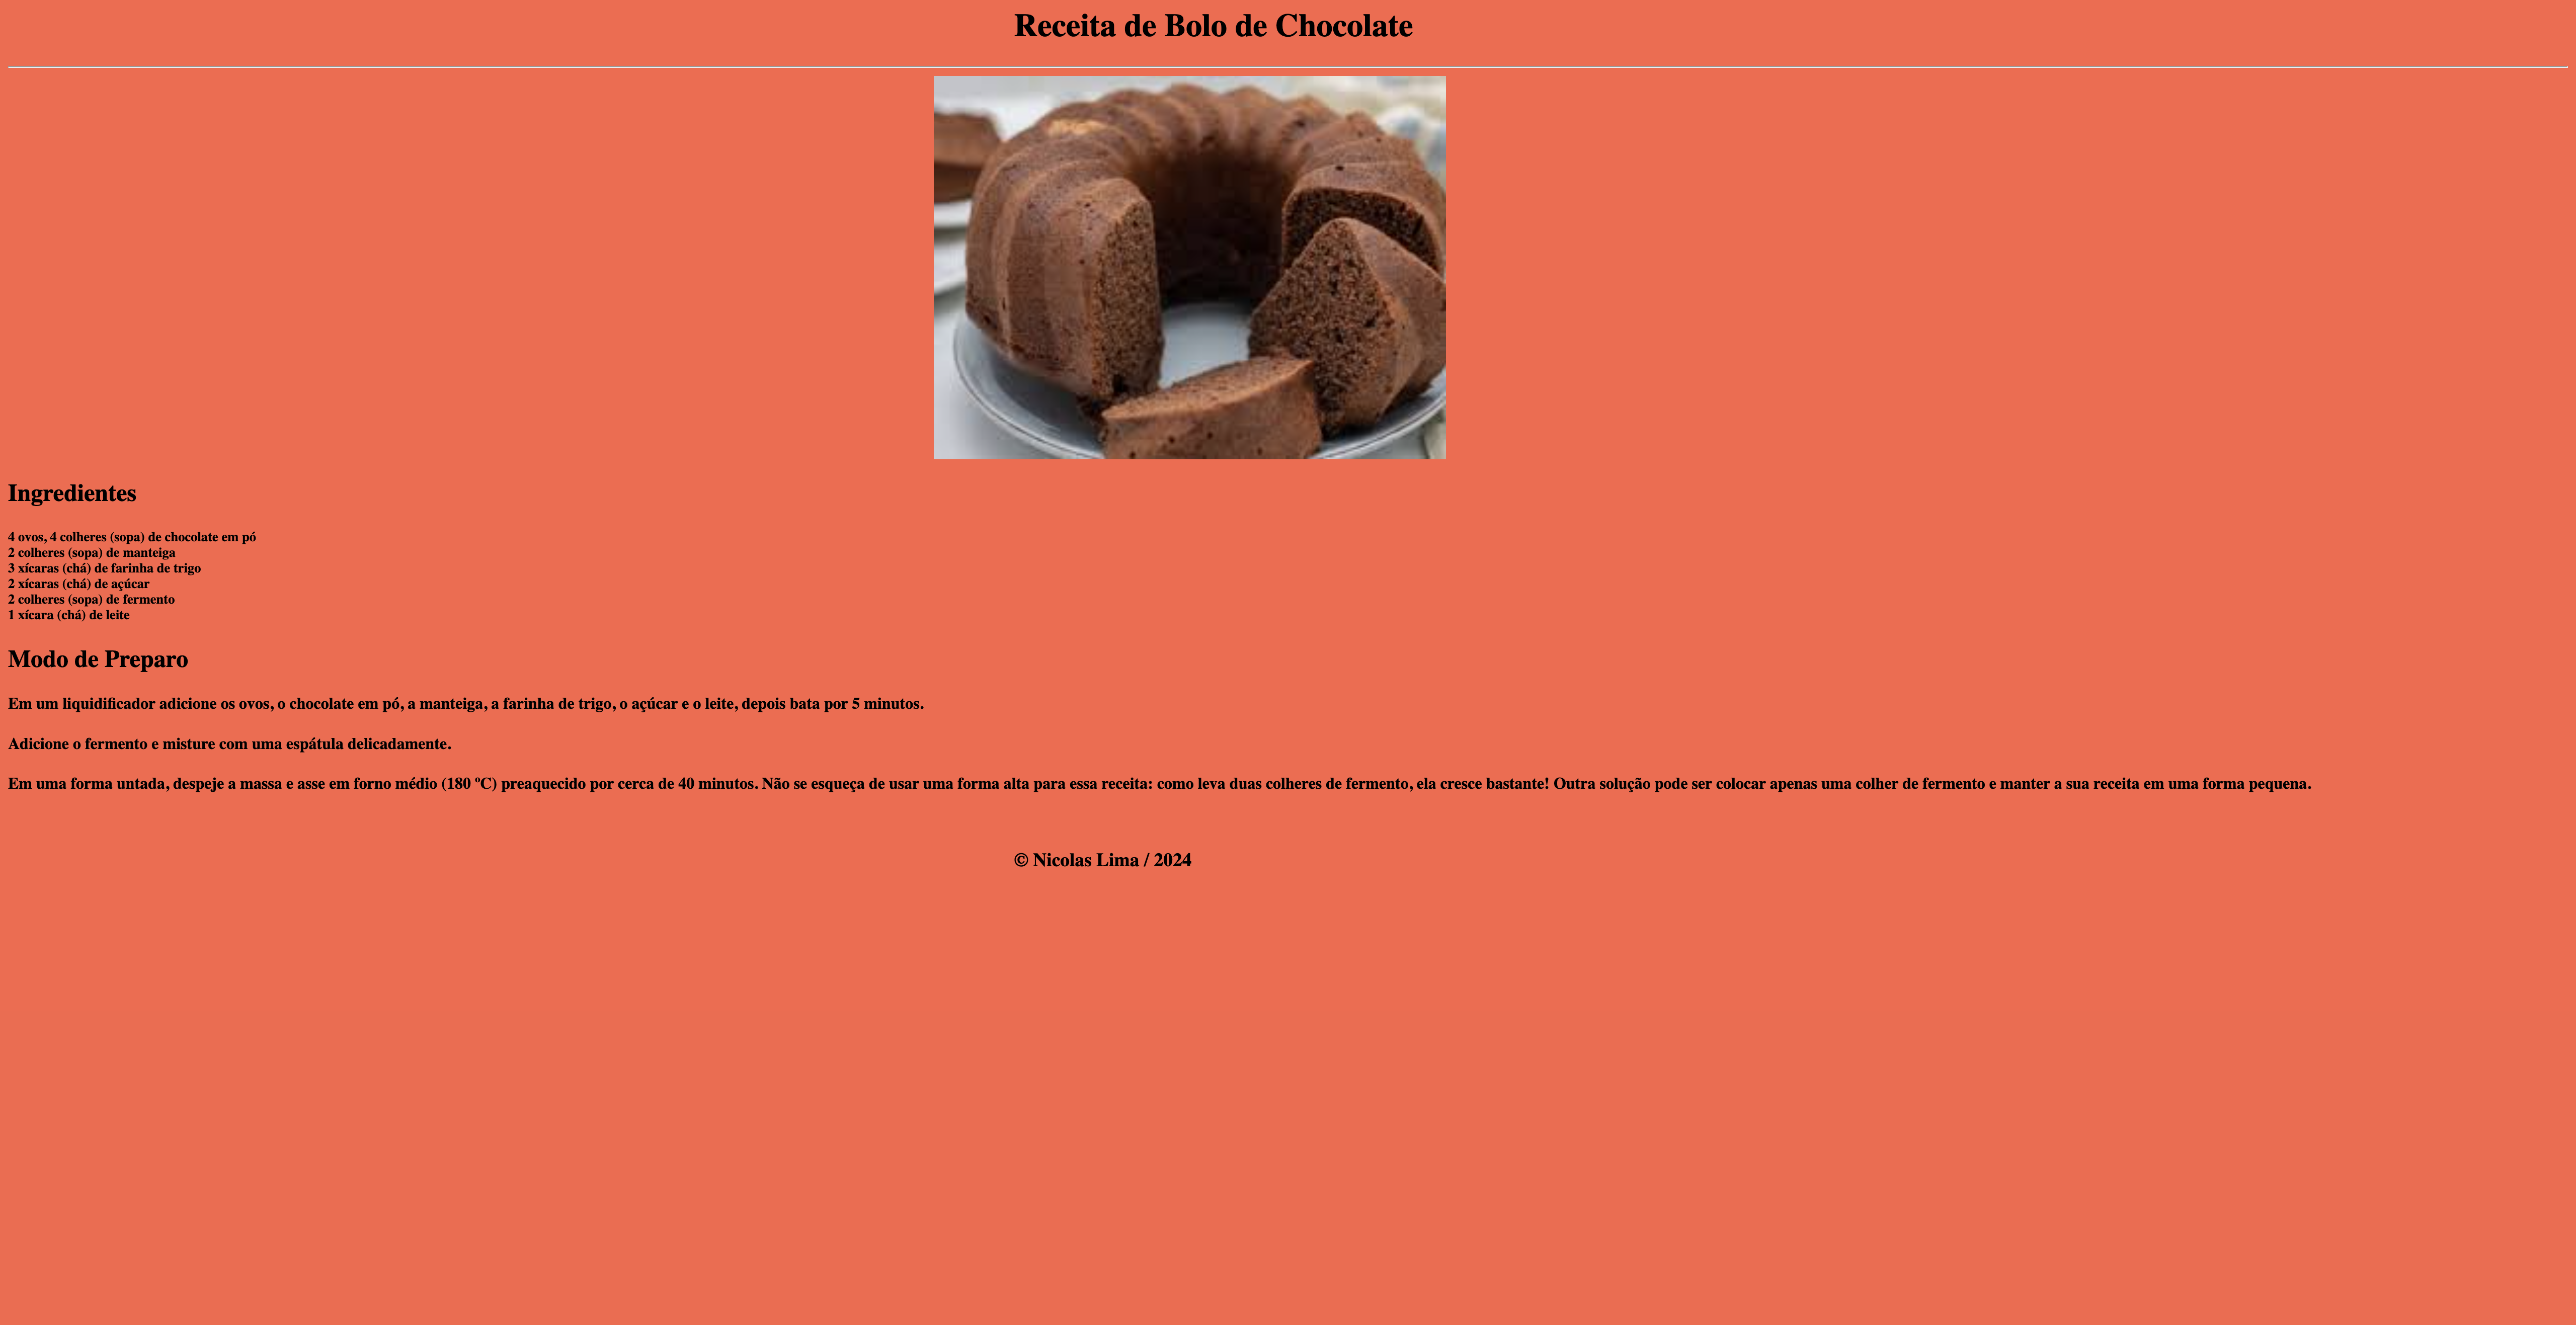 Receita de Bolo de Chocolate
Ingredientes
4 ovos, 4 colheres (sopa) de chocolate em pó
2 colheres (sopa) de manteiga
3 xícaras (chá) de farinha de trigo
2 xícaras (chá) de açúcar
2 colheres (sopa) de fermento
1 xícara (chá) de leite
Modo de Preparo
Em um liquidificador adicione os ovos, o chocolate em pó, a manteiga, a farinha de trigo, o açúcar e o leite, depois bata por 5 minutos.
Adicione o fermento e misture com uma espátula delicadamente.
Em uma forma untada, despeje a massa e asse em forno médio (180 ºC) preaquecido por cerca de 40 minutos. Não se esqueça de usar uma forma alta para essa receita: como leva duas colheres de fermento, ela cresce bastante! Outra solução pode ser colocar apenas uma colher de fermento e manter a sua receita em uma forma pequena.
© Nicolas Lima / 2024